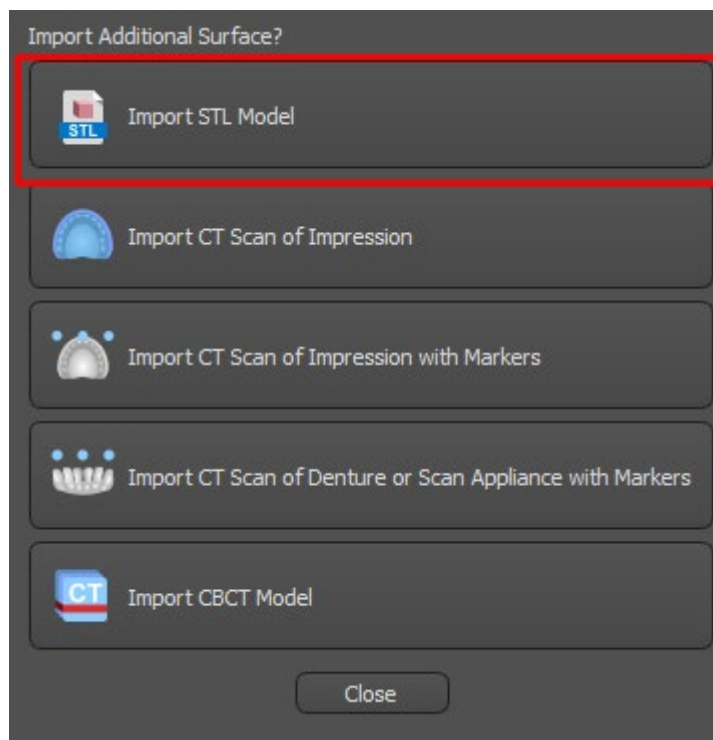 Import Additional Surface?
STL
Import STL Model
Import CT Scan of Impression
Import CT Scan of Impression with Markers
Import CT Scan of Denture or Scan Appliance with Markers
CT
Import CBCT Model
Close